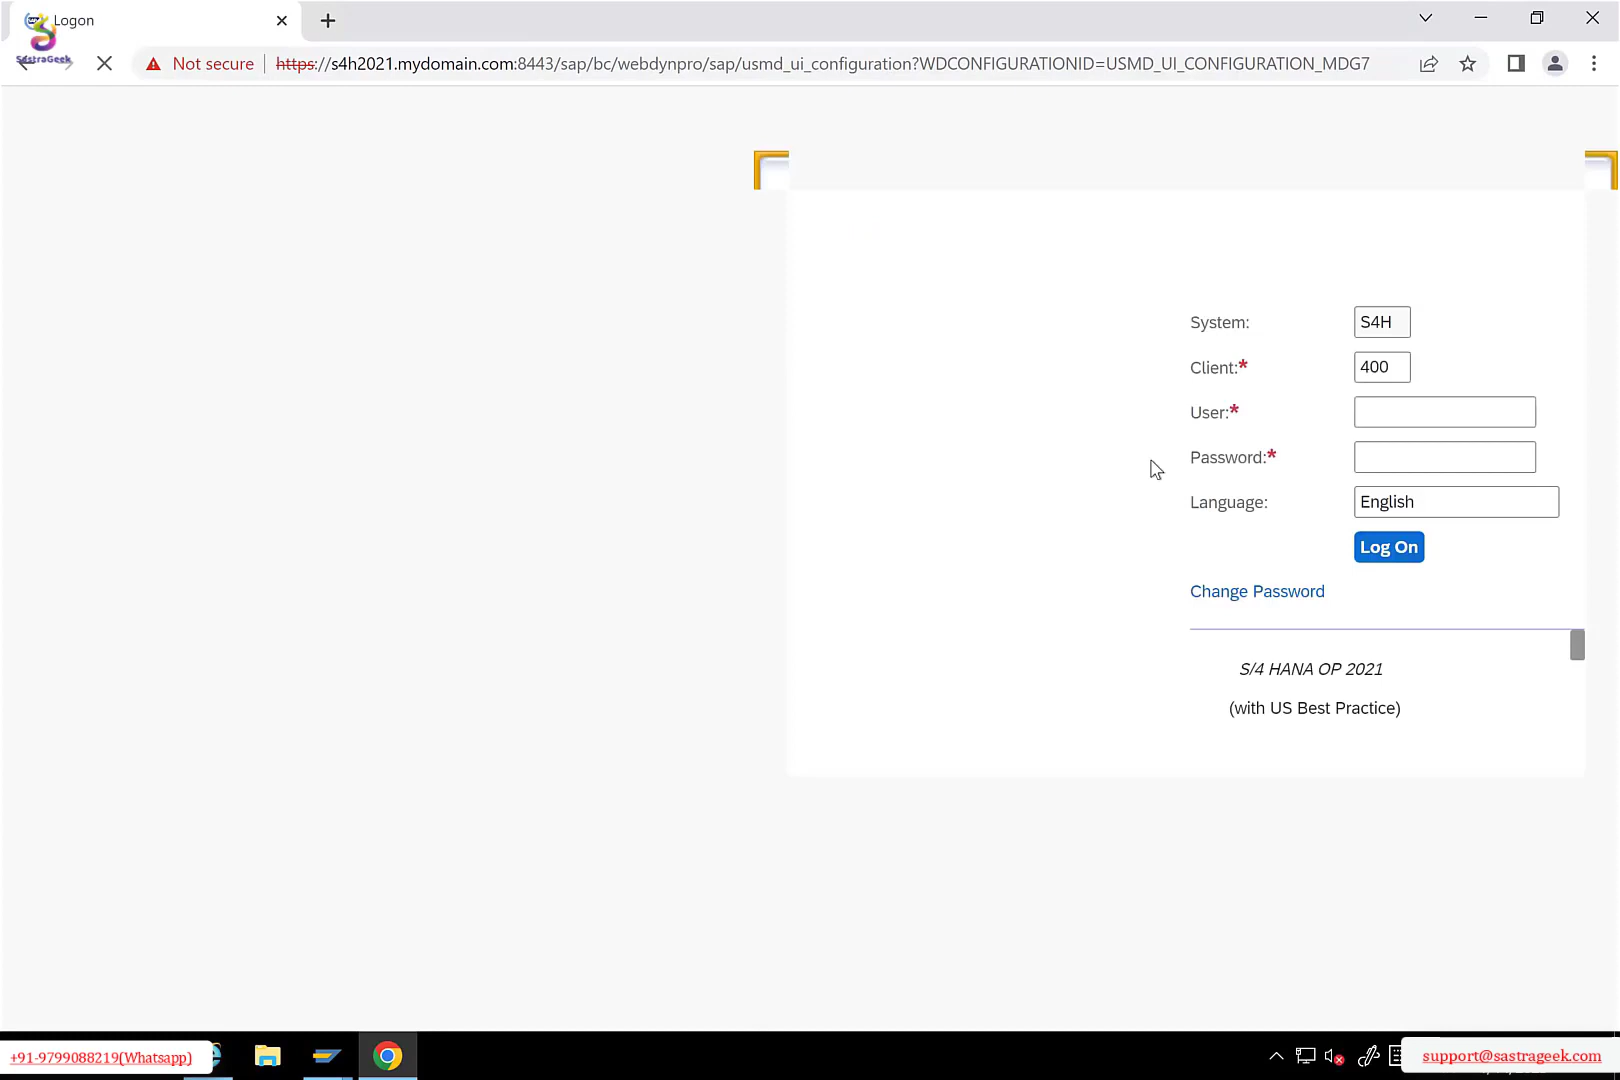 Logon
SastraGeek
Not secure
https://s4h2021.mydomain.com:8443/sap/bc/webdynpro/sap/usmd_ui_configuration?WDCONFIGURATIONID=USMD_UI_CONFIGURATION_MDG7
System: S4H
Client:* 400
User:*
Password:*
Language: English
Log On
Change Password
S/4 HANA OP 2021
(with US Best Practice)
+91-9799088219(Whatsapp)
support@sastrageek.com